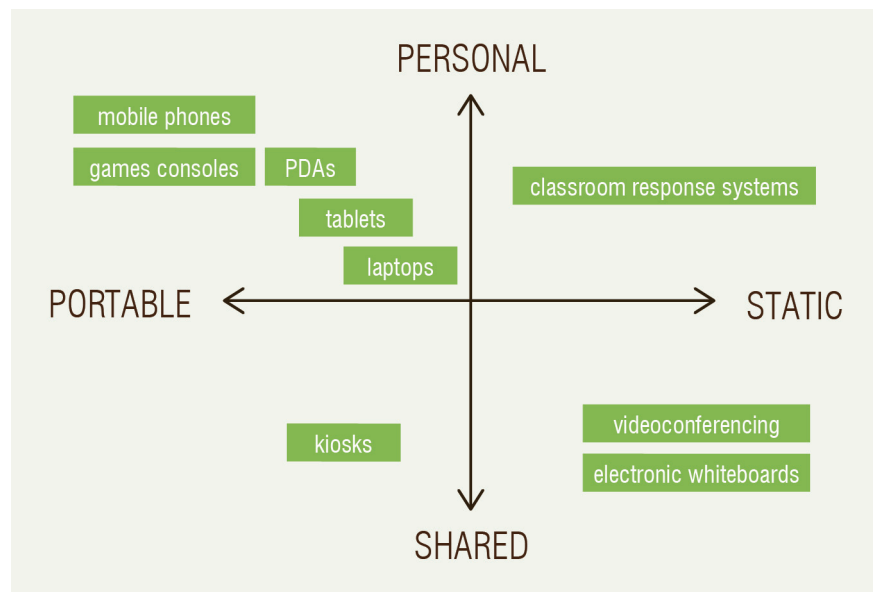 PERSONAL
mobile phones
games consoles
PDAs
classroom response systems
tablets
laptops
PORTABLE
STATIC
videoconferencing
kiosks
electronic whiteboards
SHARED